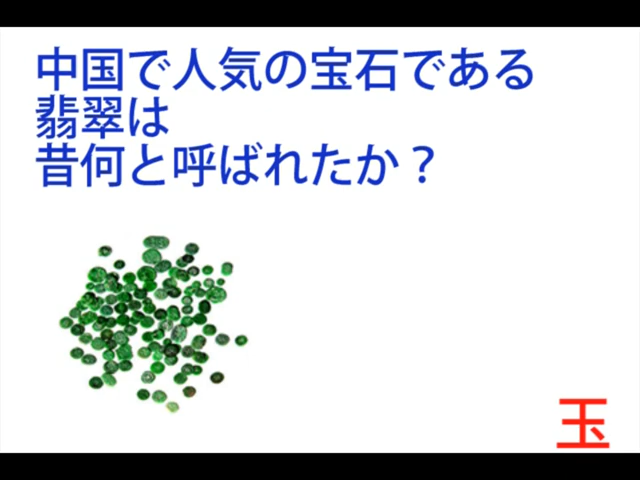 中国で人気の宝石である
翡翠は
昔何と呼ばれたか？
玉